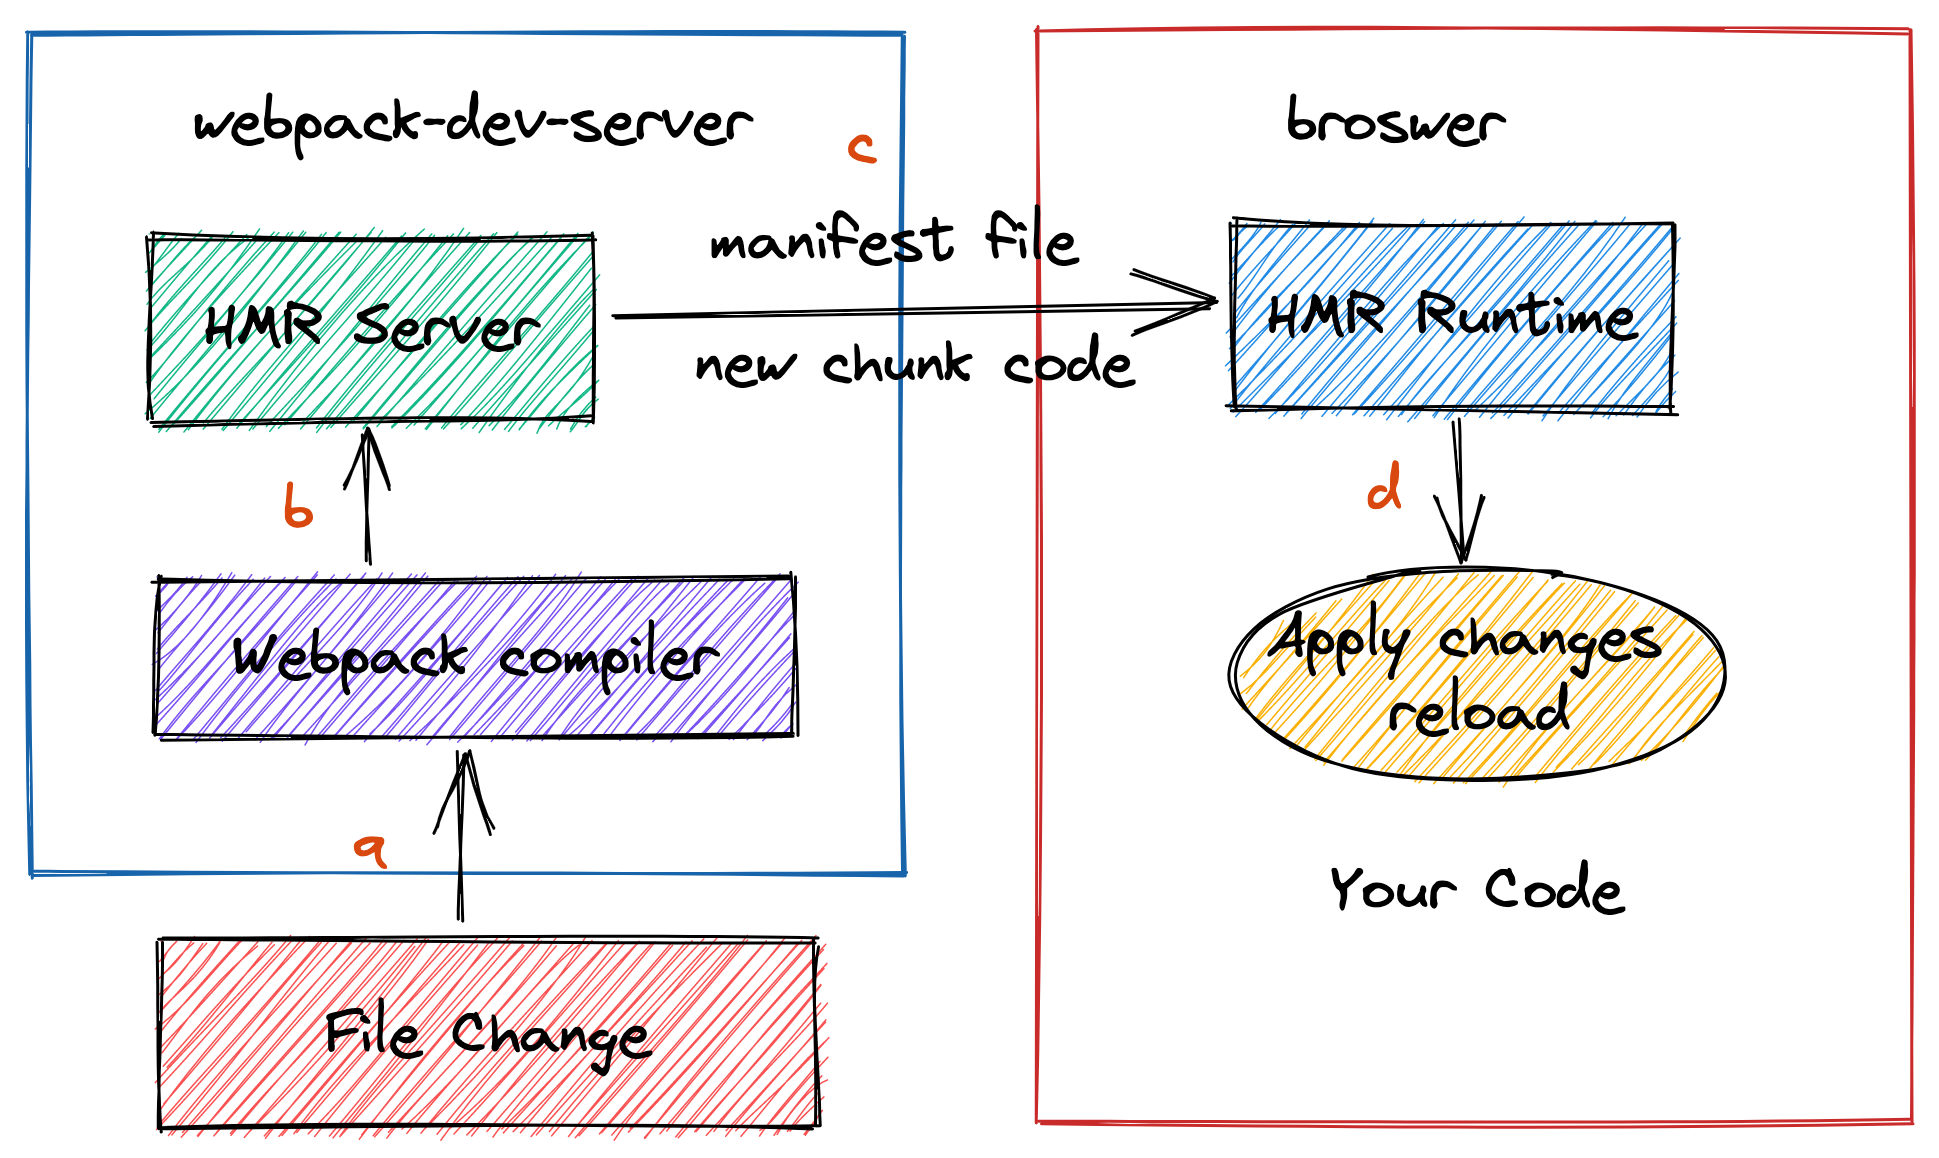 webpack-dev-server
c
manifest file
HMR Server
new chunk code
b
Webpack compiler
a
File Change
broswer
HMR Runtime
d
Apply changes
reload
Your Code